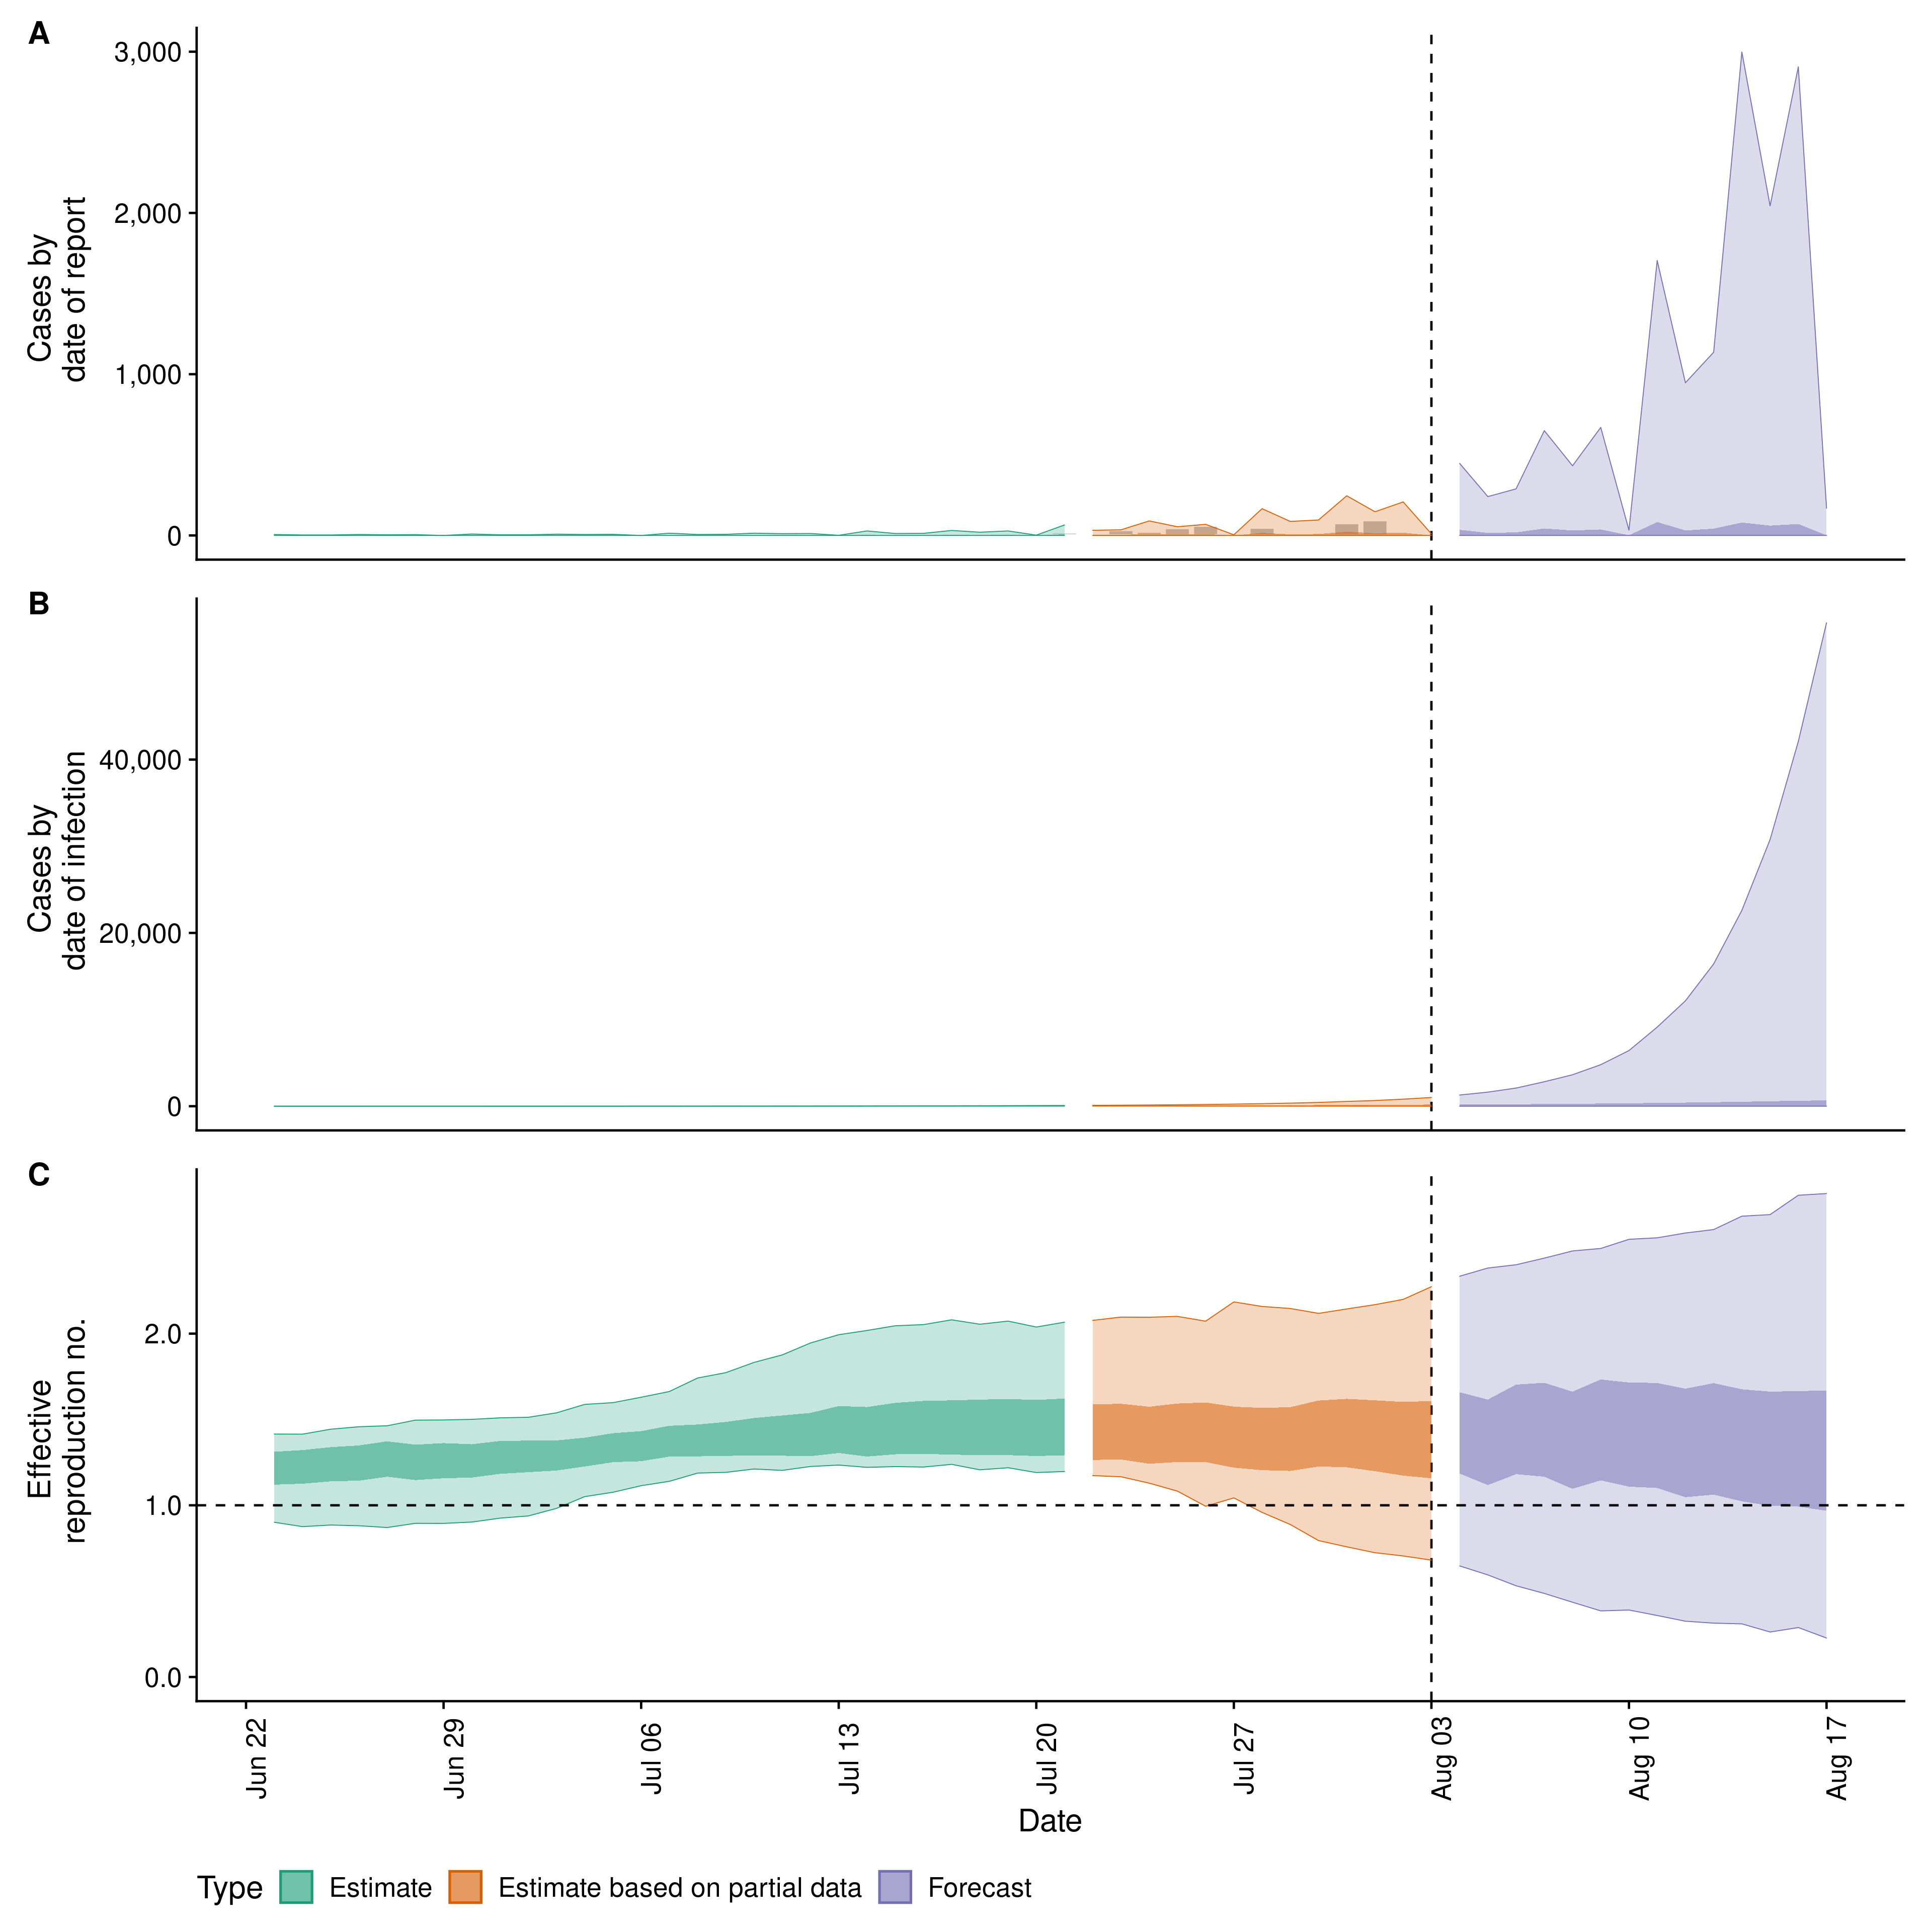 A
3,000
2,000
1,000
0
Cases by
date of report
B
40,000
20,000
0
Cases by
date of infection
C
2.0
1.0
0.0
Effective
reproduction no.
Jun 22
Jun 29
Jul 06
Jul 13
Jul 20
Jul 27
Aug 03
Aug 10
Aug 17
Date
Type Estimate Estimate based on partial data Forecast